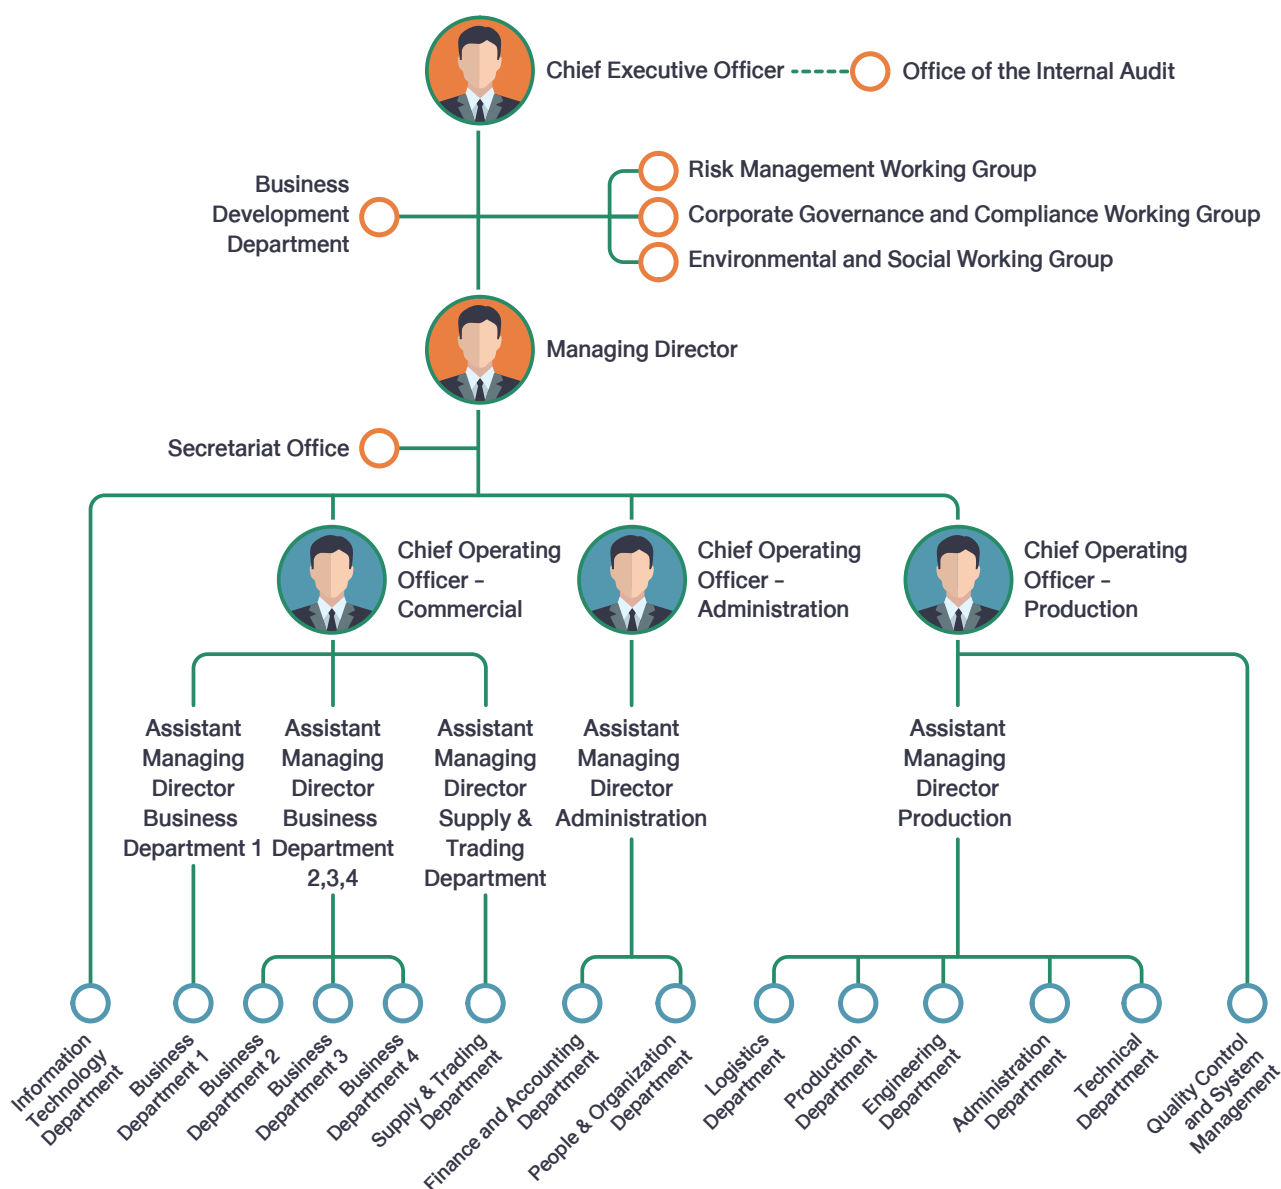 Chief Executive Officer
Office of the Internal Audit
Business
Development
Department
Risk Management Working Group
Corporate Governance and Compliance Working Group
Environmental and Social Working Group
Managing Director
Secretariat Office
Chief Operating
Officer –
Commercial
Chief Operating
Officer –
Administration
Chief Operating
Officer –
Production
Assistant
Managing
Director
Business
Department 1
Assistant
Managing
Director
Business
Department
2,3,4
Assistant
Managing
Director
Supply &
Trading
Department
Assistant
Managing
Director
Administration
Assistant
Managing
Director
Production
Information
Technology
Department
Business
Department 1
Business
Department 2
Business
Department 3
Business
Department 4
Supply & Trading
Department
Finance and Accounting
Department
People & Organization
Department
Logistics
Department
Production
Department
Engineering
Department
Administration
Department
Technical
Department
Quality Control
and System
Management